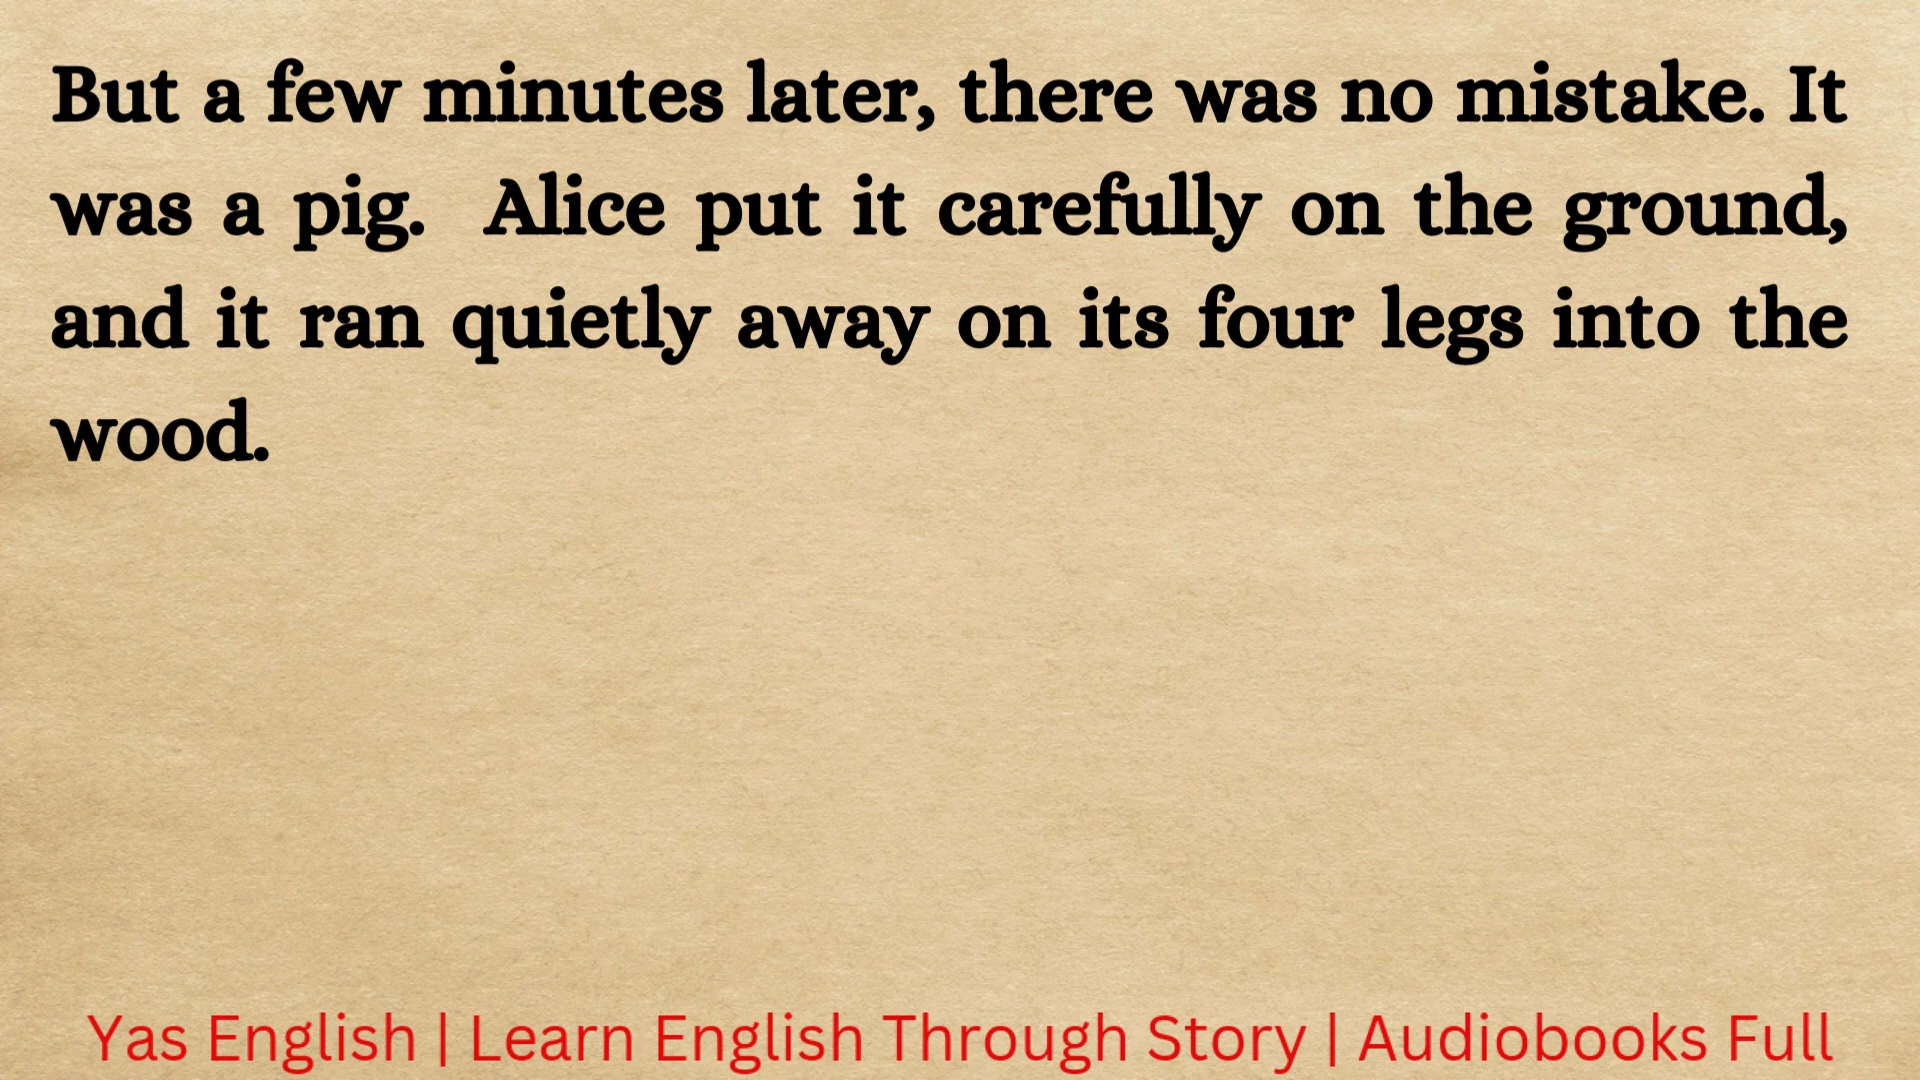 But a few minutes later, there was no mistake. It
was a pig.  Alice put it carefully on the ground,
and it ran quietly away on its four legs into the
wood.
Yas English | Learn English Through Story | Audiobooks Full